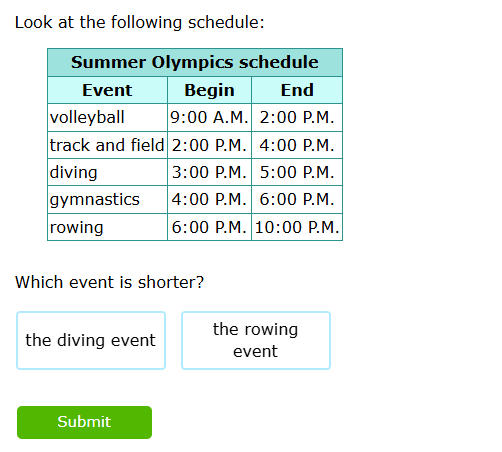 Look at the following schedule:
Summer Olympics schedule
Event Begin End
volleyball 9:00 A.M. 2:00 P.M.
track and field 2:00 P.M. 4:00 P.M.
diving 3:00 P.M. 5:00 P.M.
gymnastics 4:00 P.M. 6:00 P.M.
rowing 6:00 P.M. 10:00 P.M.
Which event is shorter?
the diving event
the rowing
event
Submit